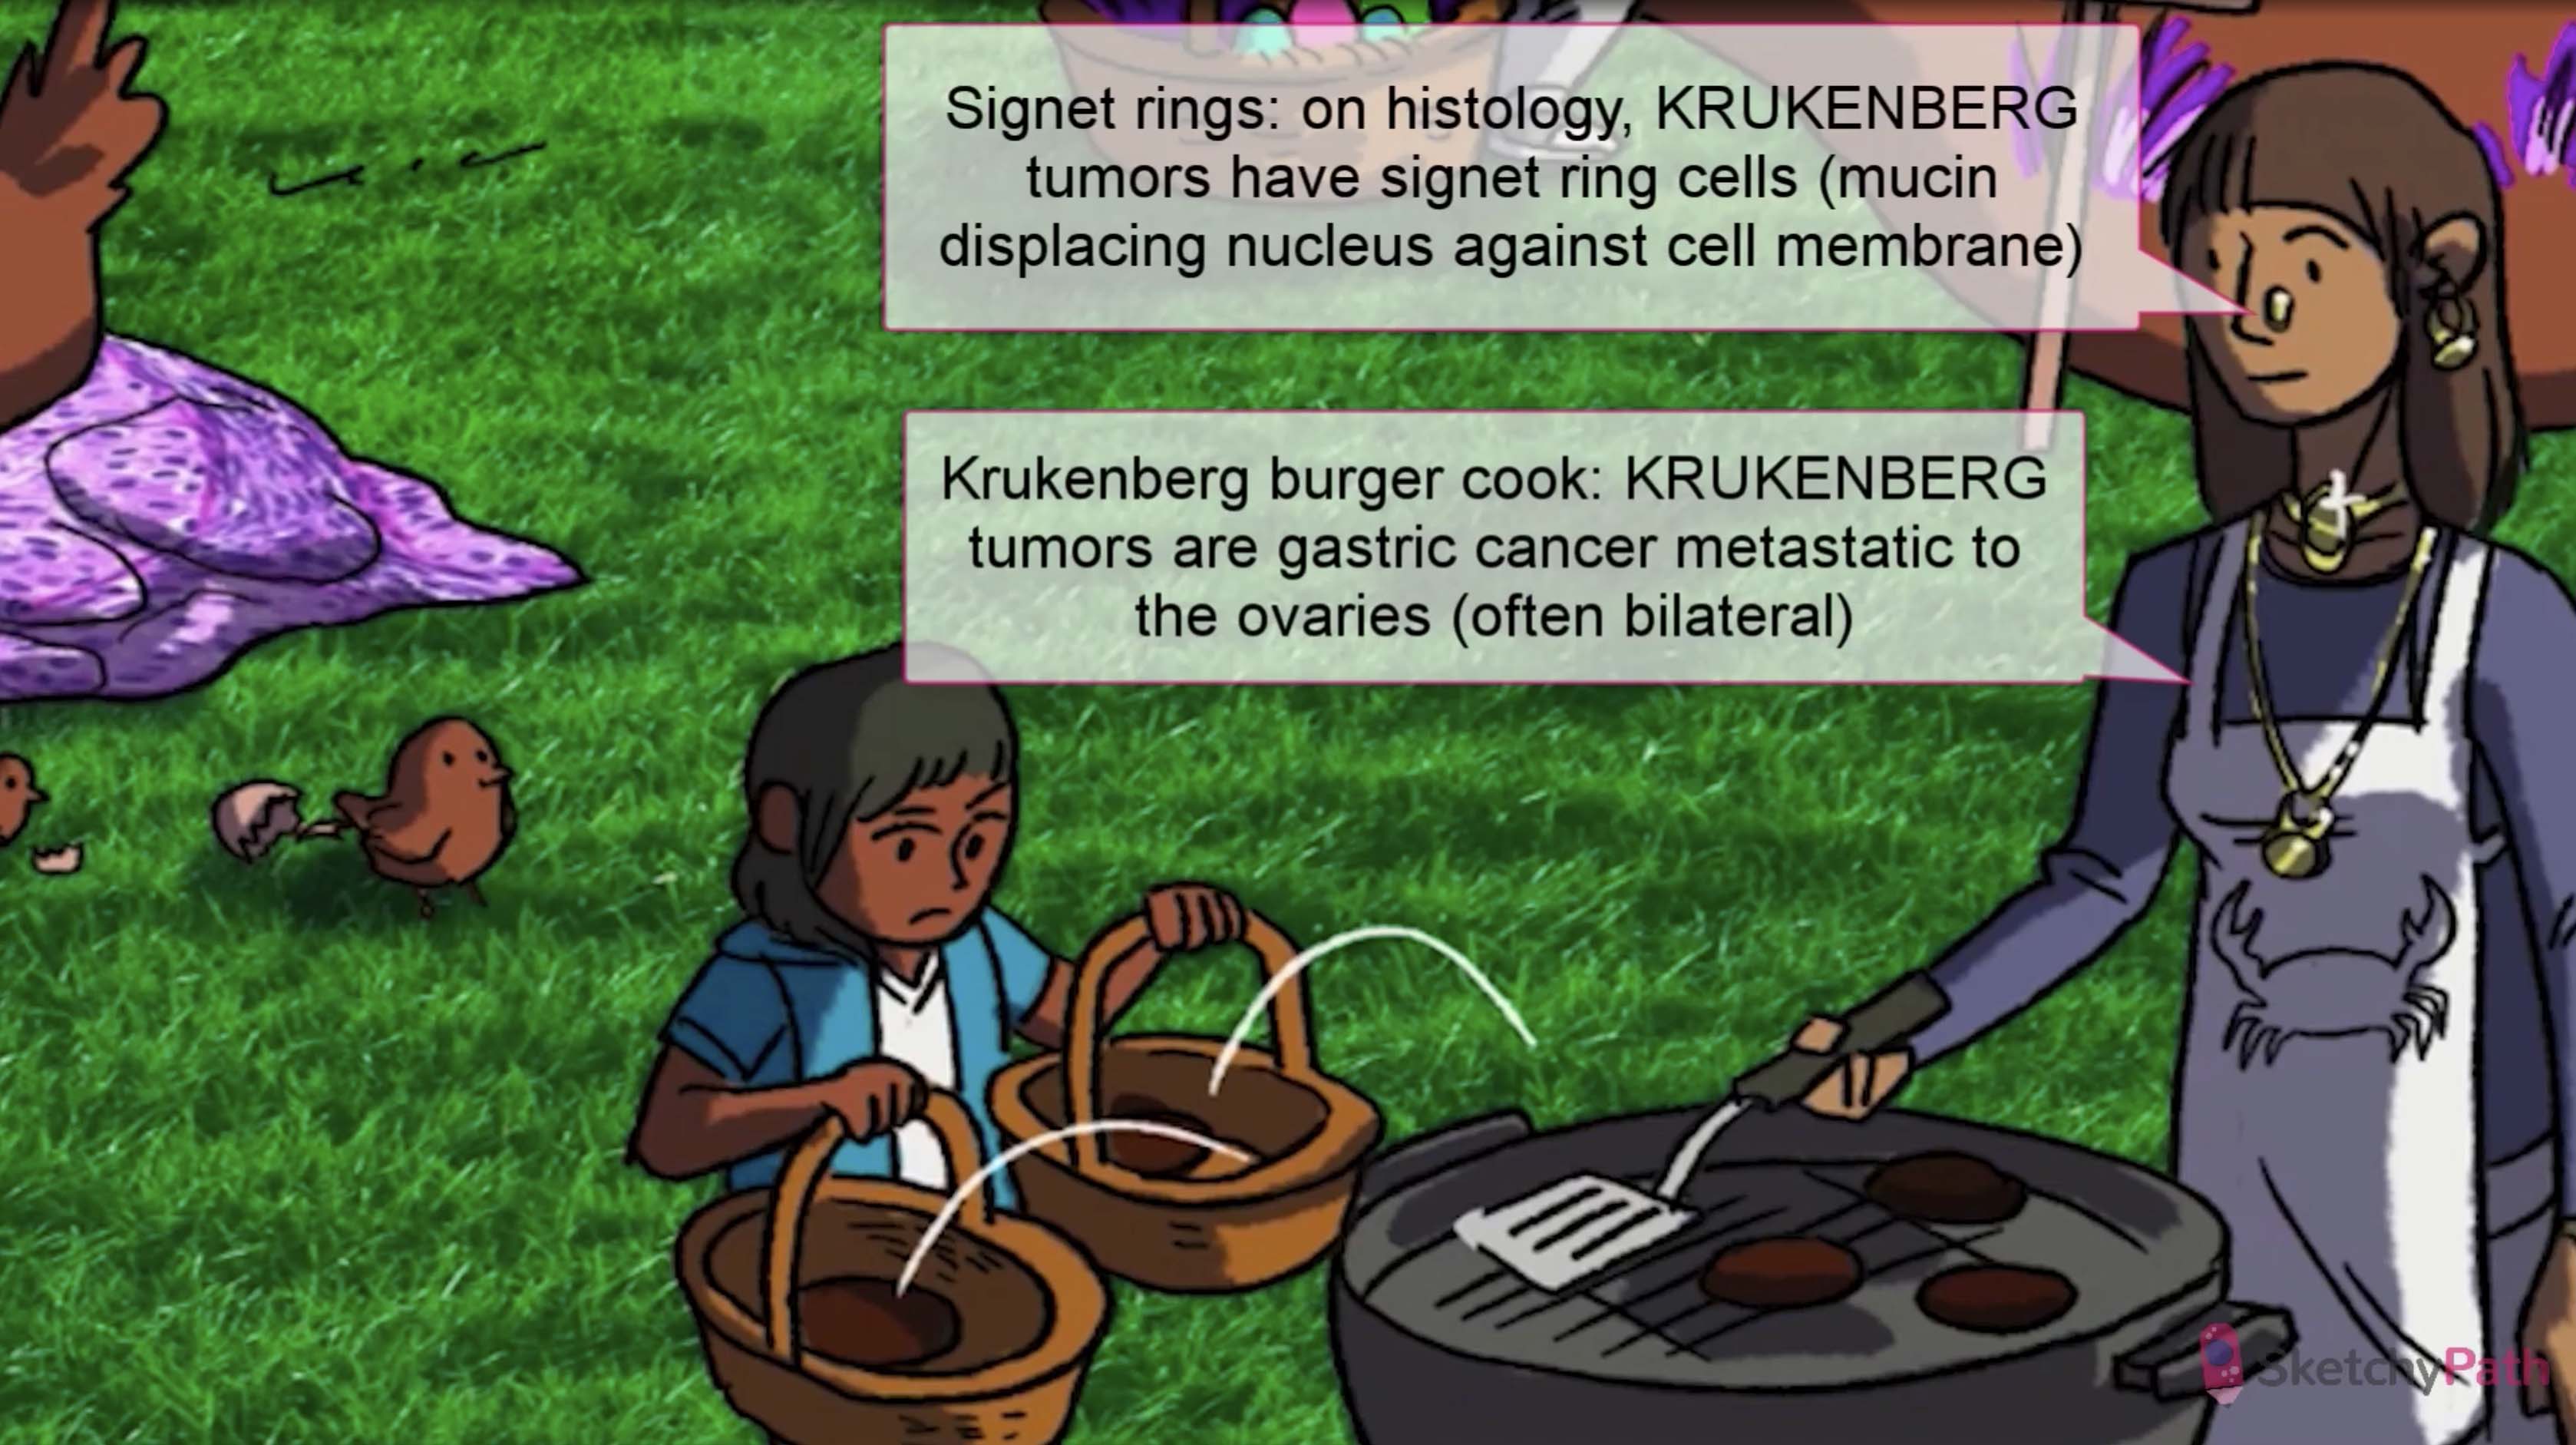 Signet rings: on histology, KRUKENBERG
tumors have signet ring cells (mucin
displacing nucleus against cell membrane)
Krukenberg burger cook: KRUKENBERG
tumors are gastric cancer metastatic to
the ovaries (often bilateral)
SketchyPath